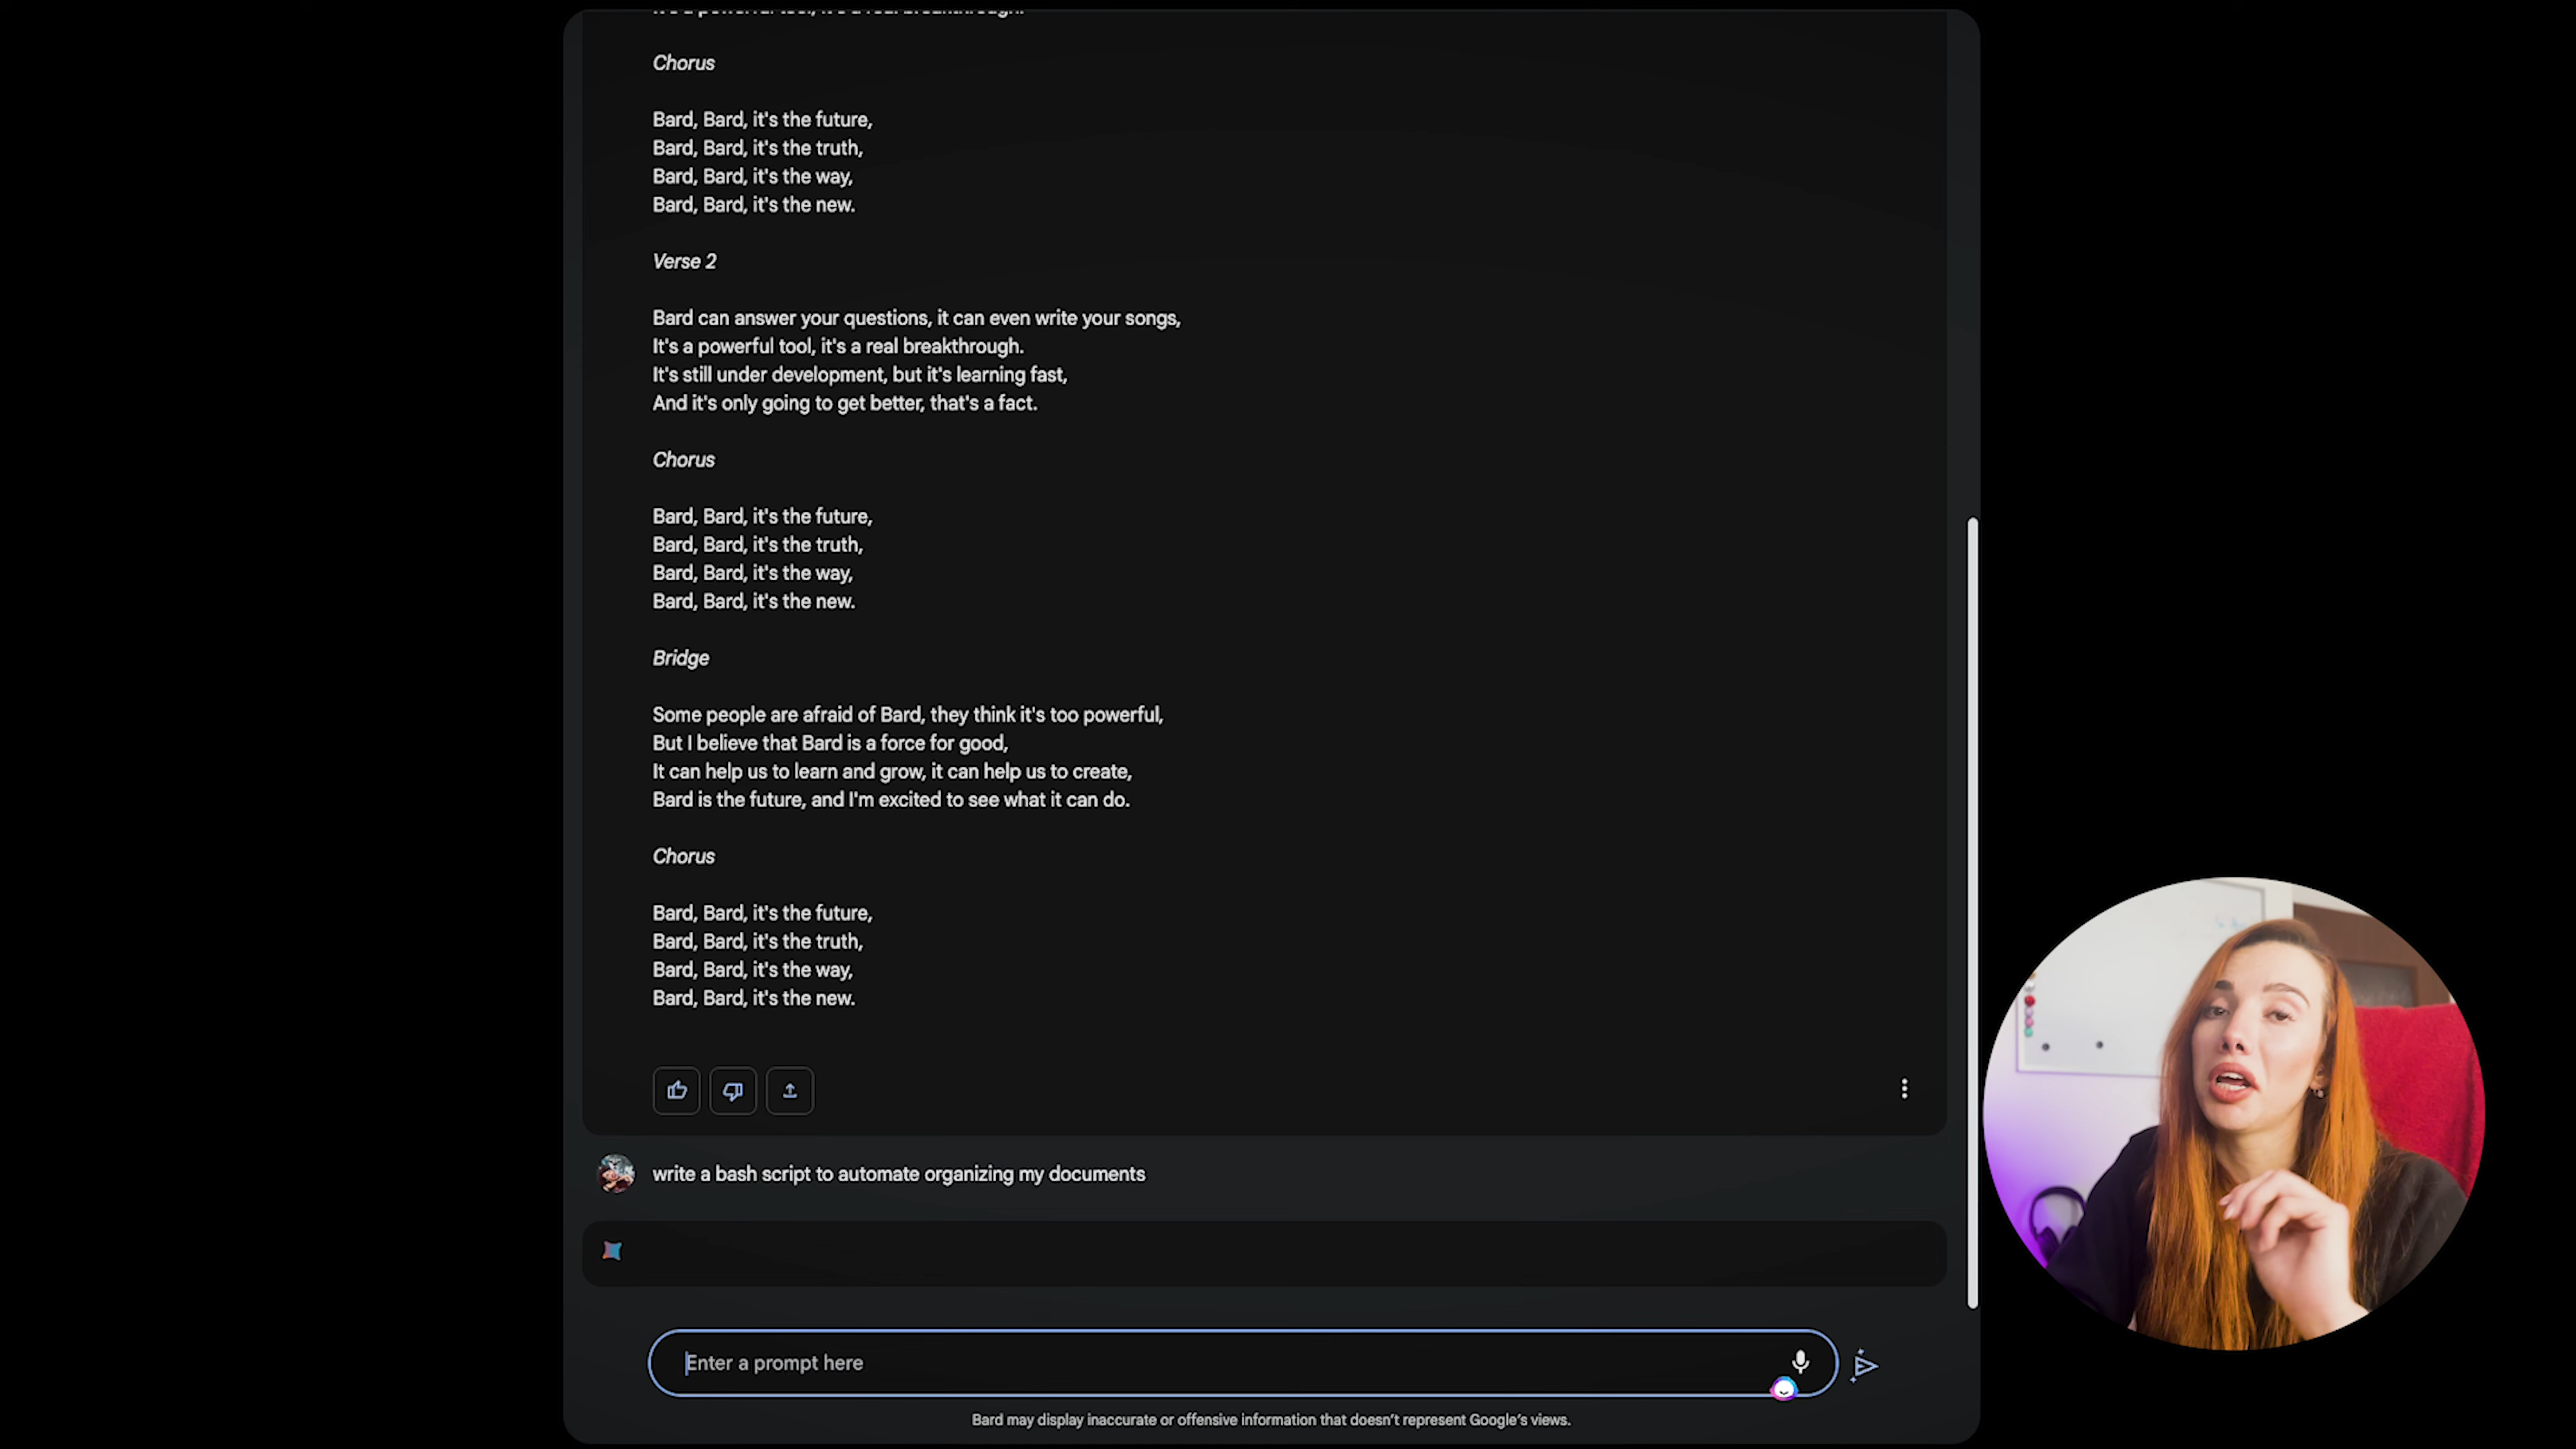 Chorus
Bard, Bard, it's the future,
Bard, Bard, it's the truth,
Bard, Bard, it's the way,
Bard, Bard, it's the new.
Verse 2
Bard can answer your questions, it can even write your songs,
It's a powerful tool, it's a real breakthrough.
It's still under development, but it's learning fast,
And it's only going to get better, that's a fact.
Chorus
Bard, Bard, it's the future,
Bard, Bard, it's the truth,
Bard, Bard, it's the way,
Bard, Bard, it's the new.
Bridge
Some people are afraid of Bard, they think it's too powerful,
But I believe that Bard is a force for good,
It can help us to learn and grow, it can help us to create,
Bard is the future, and I'm excited to see what it can do.
Chorus
Bard, Bard, it's the future,
Bard, Bard, it's the truth,
Bard, Bard, it's the way,
Bard, Bard, it's the new.
write a bash script to automate organizing my documents
Enter a prompt here
Bard may display inaccurate or offensive information that doesn't represent Google's views.